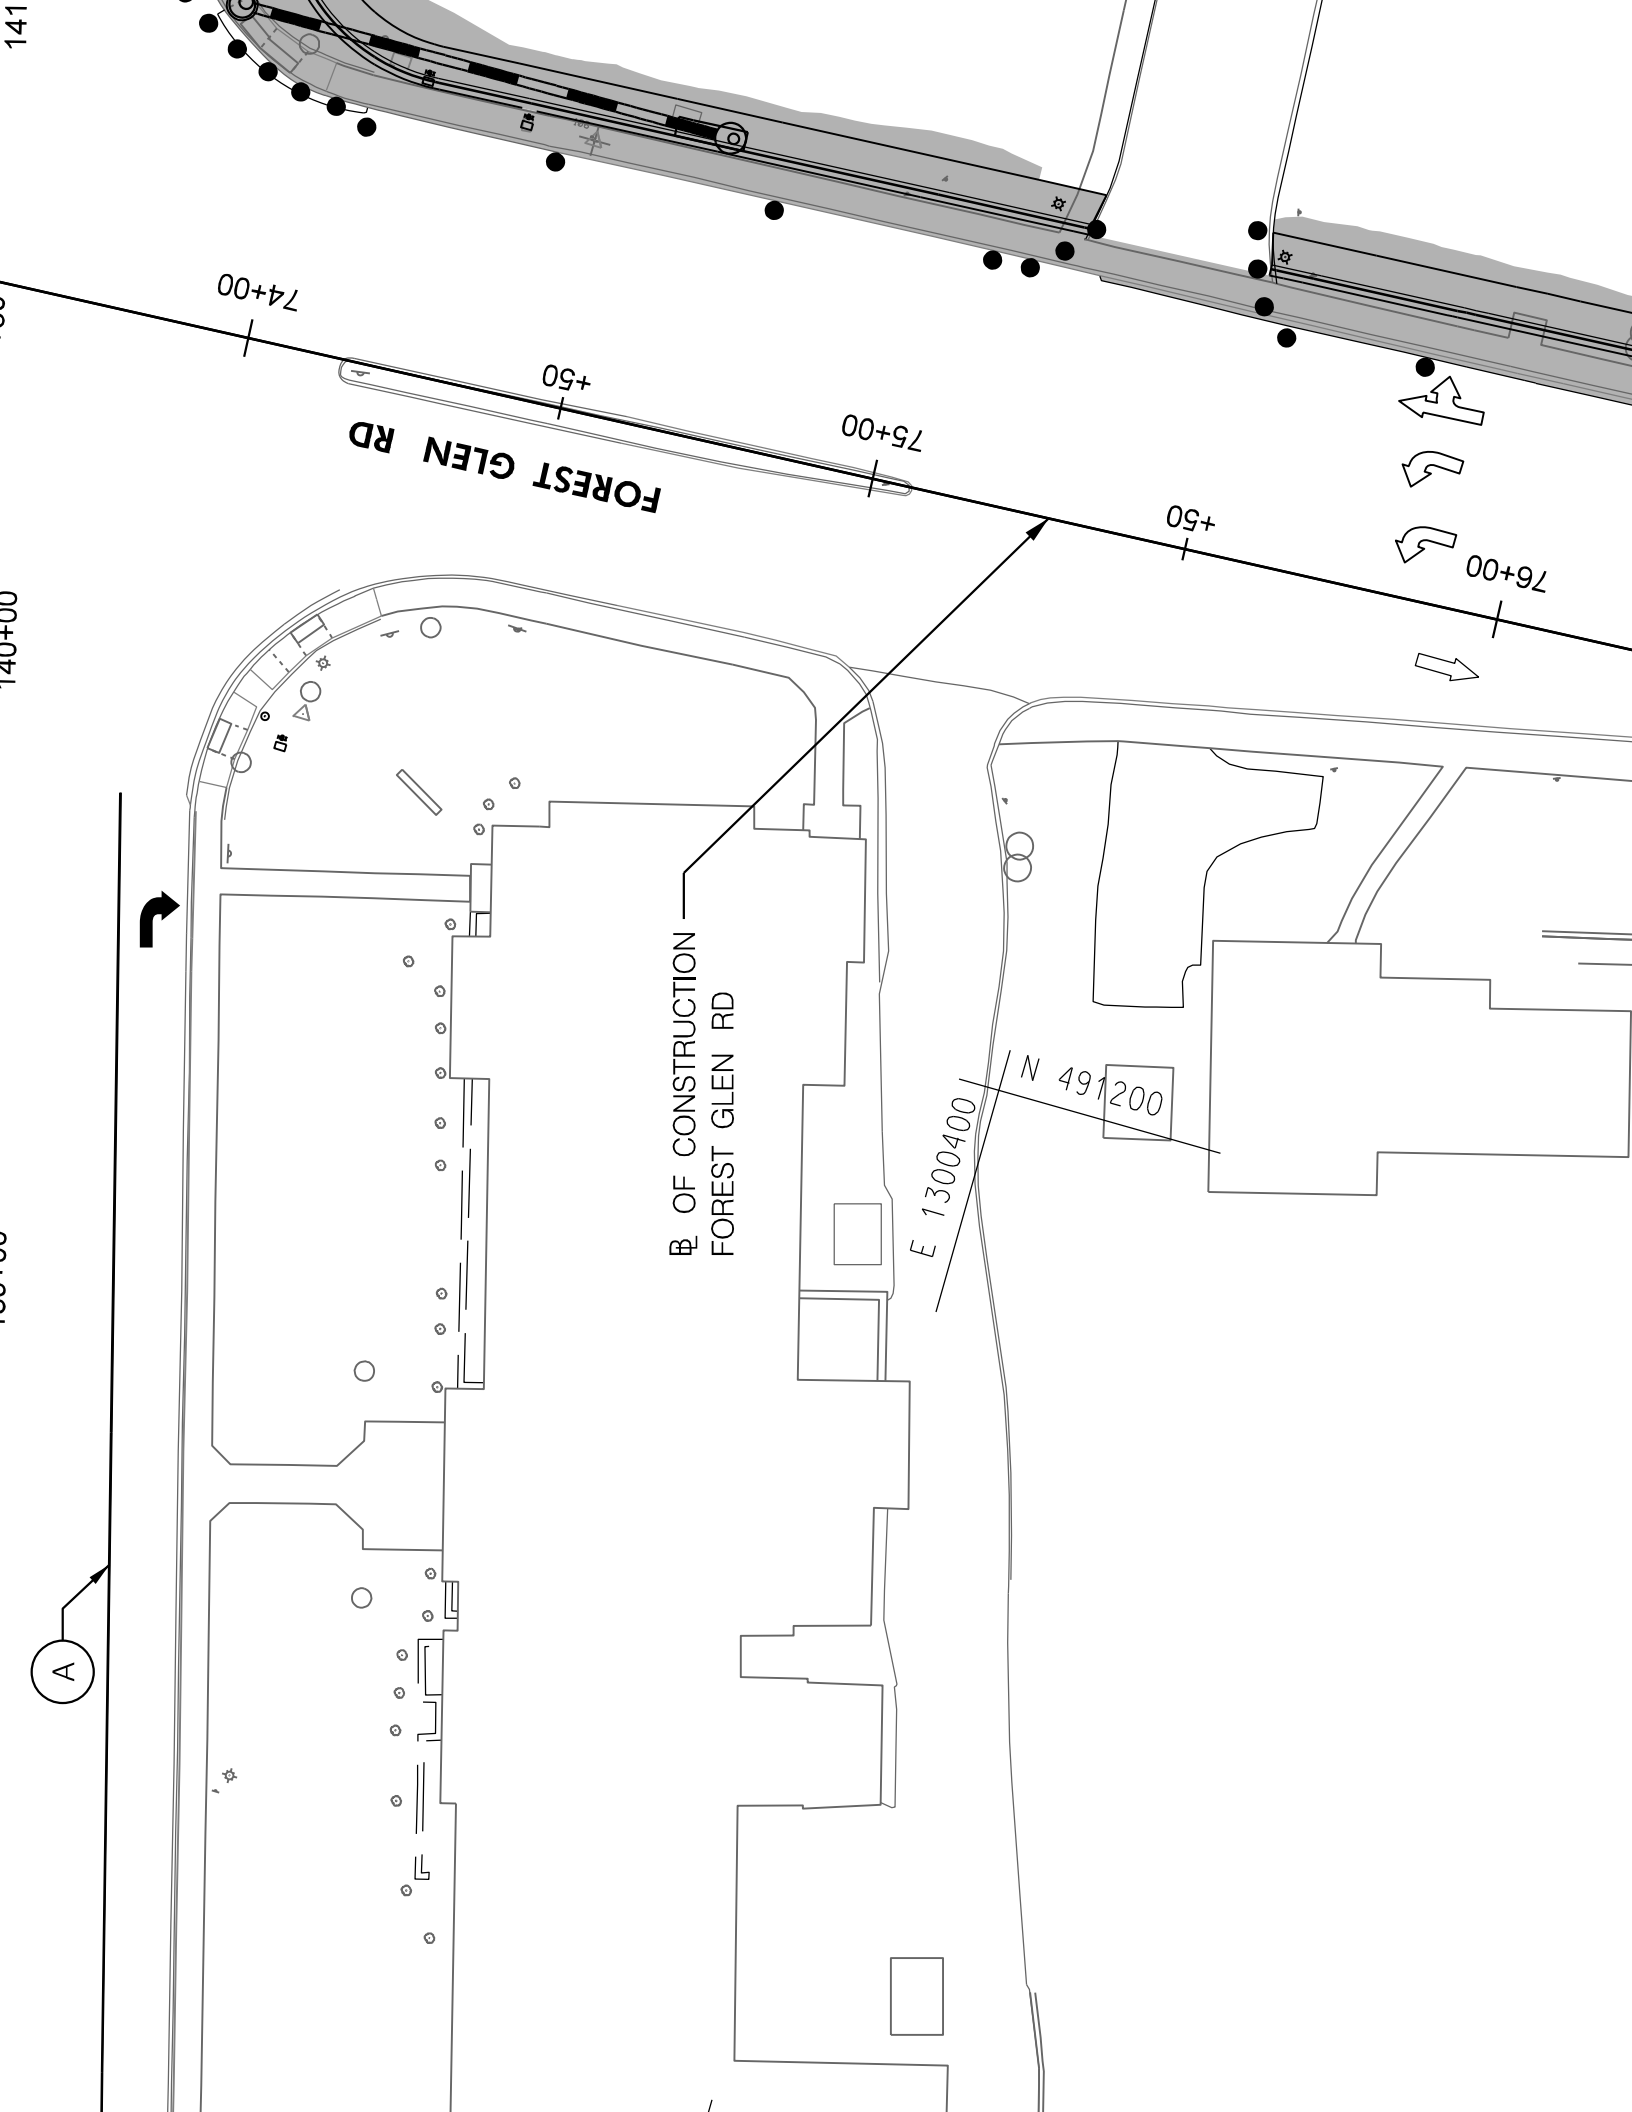 141
74+00
+50
75+00
+50
76+00
FOREST GLEN RD
140+00
B OF CONSTRUCTION
FOREST GLEN RD
N 491200
E 1300400
A